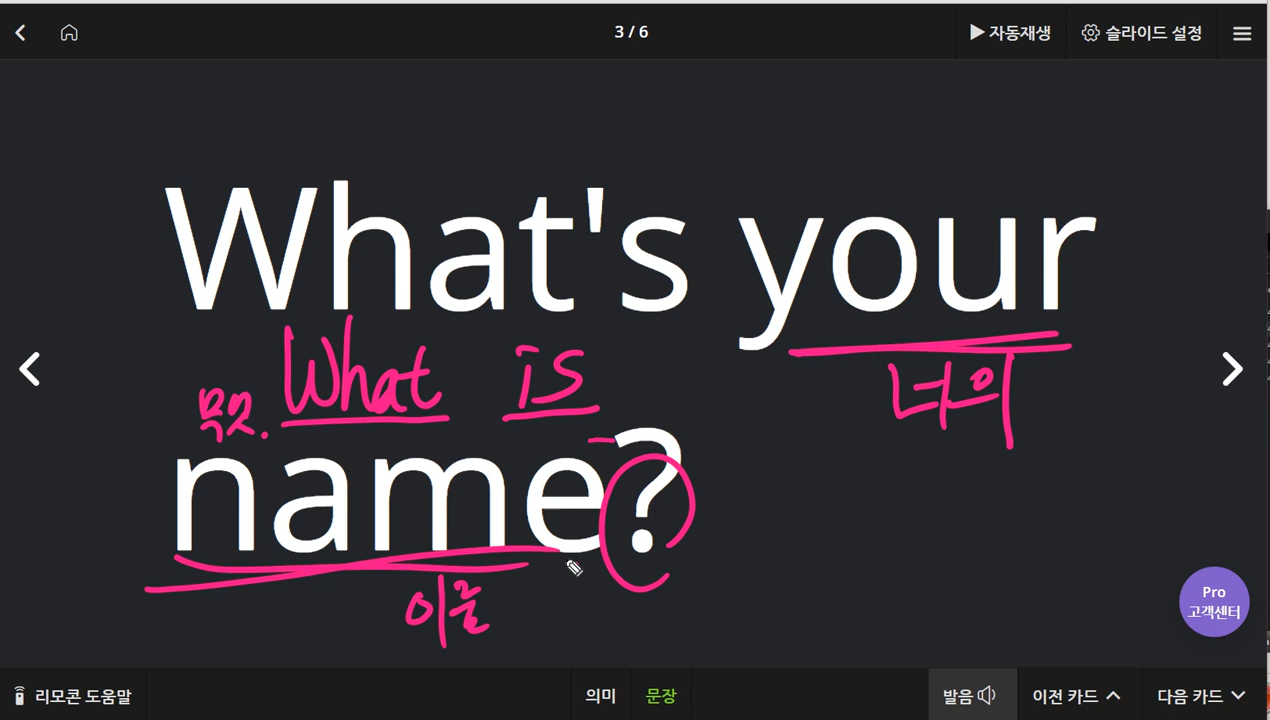 3 / 6
자동재생
슬라이드 설정
What's your
What is
너의
무엇.
name?
이름
Pro
고객센터
리모콘 도움말
의미
문장
발음
이전 카드
다음 카드